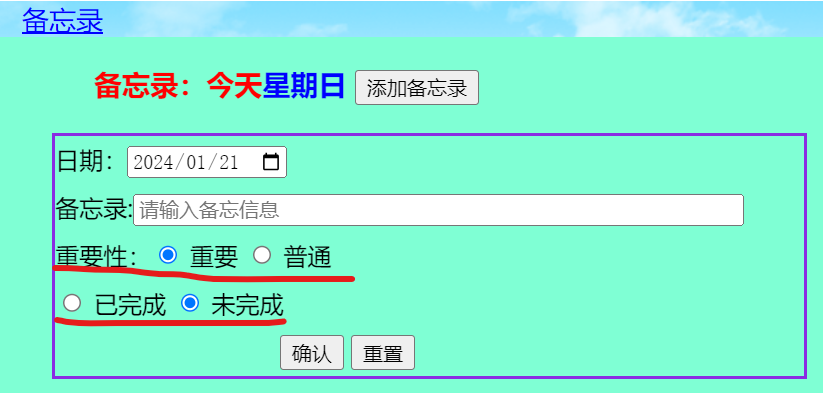 备忘录
备忘录：今天星期日 添加备忘录
日期：2024/01/21
备忘录:请输入备忘信息
重要性： 重要 普通
已完成 未完成
确认 重置